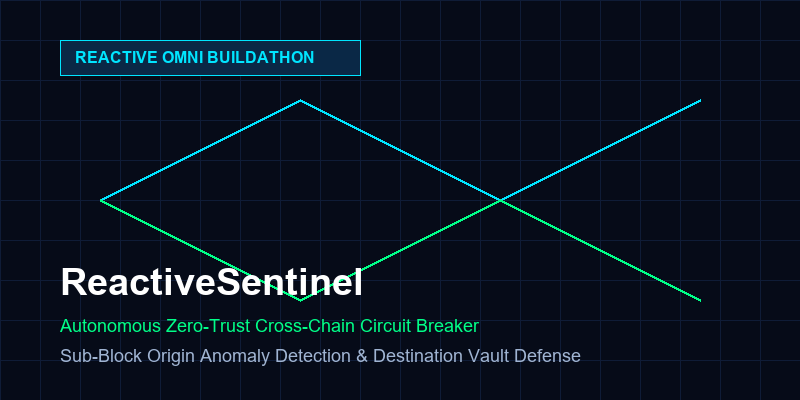 REACTIVE OMNI BUILDATHON
ReactiveSentinel
Autonomous Zero-Trust Cross-Chain Circuit Breaker
Sub-Block Origin Anomaly Detection & Destination Vault Defense